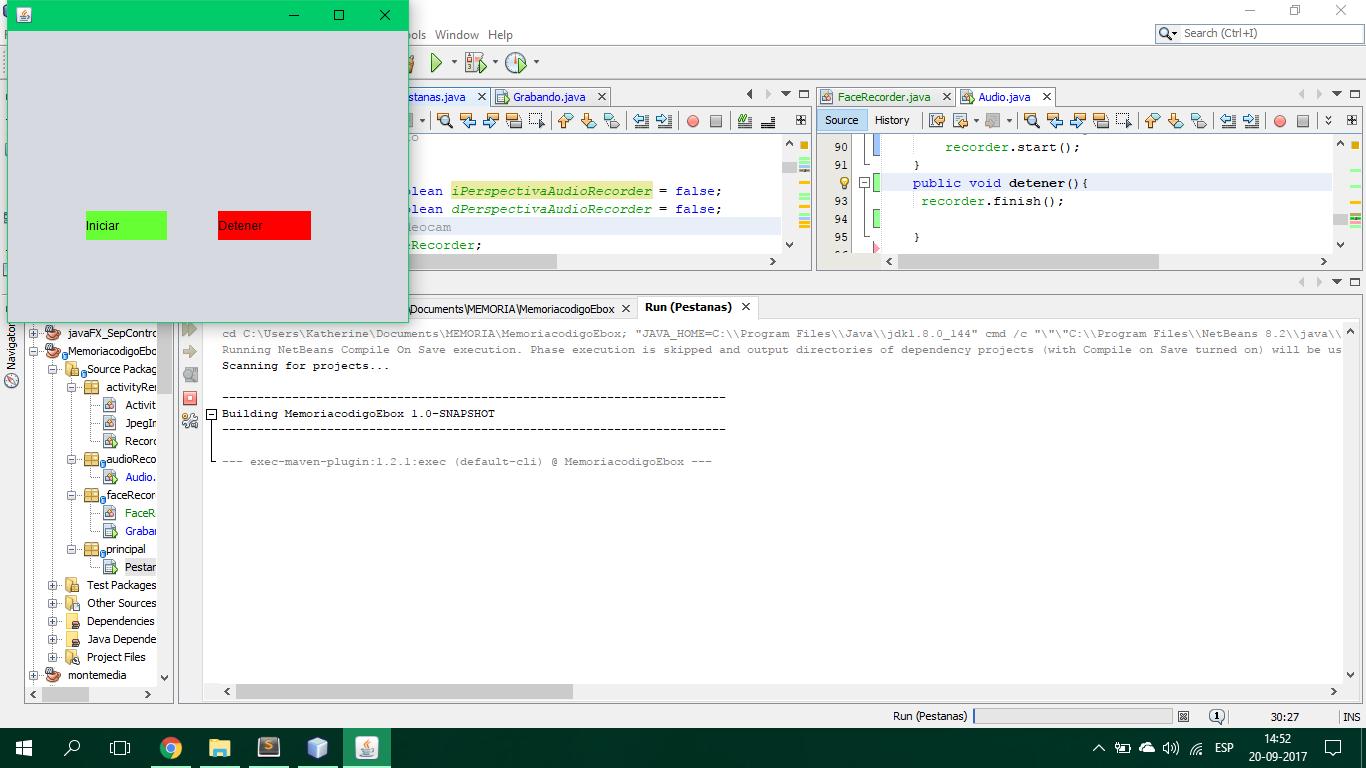 ools Window Help
Search (Ctrl+I)
Iniciar
Detener
stanas.java
Grabando.java
FaceRecorder.java
Audio.java
Source History
olean iPerspectivaAudioRecorder = false;
olean dPerspectivaAudioRecorder = false;
deocam
eRecorder;
90 recorder.start();
91 }
public void detener(){
93 recorder.finish();
94
95 }
\Documents\MEMORIA\MemoriacodigoEbox
Run (Pestanas)
Navigator
javaFX_SepContro
MemoriacodigoEbo
Source Packag
activityRe
Activit
JpegIm
Record
audioReco
Audio.
faceRecor
FaceR
Graba
principal
Pestar
Test Packages
Other Sources
Dependencies
Java Depende
Project Files
montemedia
cd C:\Users\Katherine\Documents\MEMORIA\MemoriacodigoEbox; "JAVA_HOME=C:\\Program Files\\Java\\jdk1.8.0_144" cmd /c "\"\"C:\\Program Files\\NetBeans 8.2\\java\\
Running NetBeans Compile On Save execution. Phase execution is skipped and output directories of dependency projects (with Compile on Save turned on) will be us
Scanning for projects...
------------------------------------------------------------------------
Building MemoriacodigoEbox 1.0-SNAPSHOT
------------------------------------------------------------------------
--- exec-maven-plugin:1.2.1:exec (default-cli) @ MemoriacodigoEbox ---
Run (Pestanas)
1
30:27
INS
ESP
14:52
20-09-2017